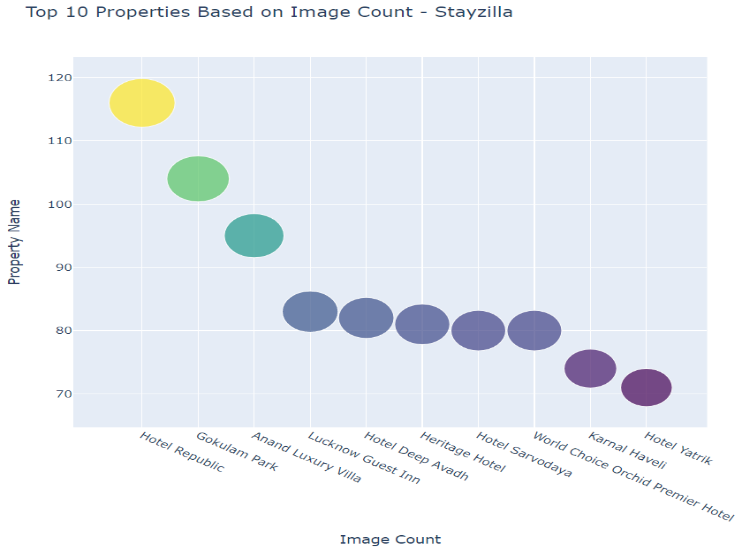 Top 10 Properties Based on Image Count - Stayzilla
Property Name
120
110
100
90
80
70
Hotel Republic
Gokulam Park
Anand Luxury Villa
Lucknow Guest Inn
Hotel Deep Avadh
Heritage Hotel
Hotel Sarvodaya
World Choice Orchid Premier Hotel
Karnal Haveli
Hotel Yatrik
Image Count